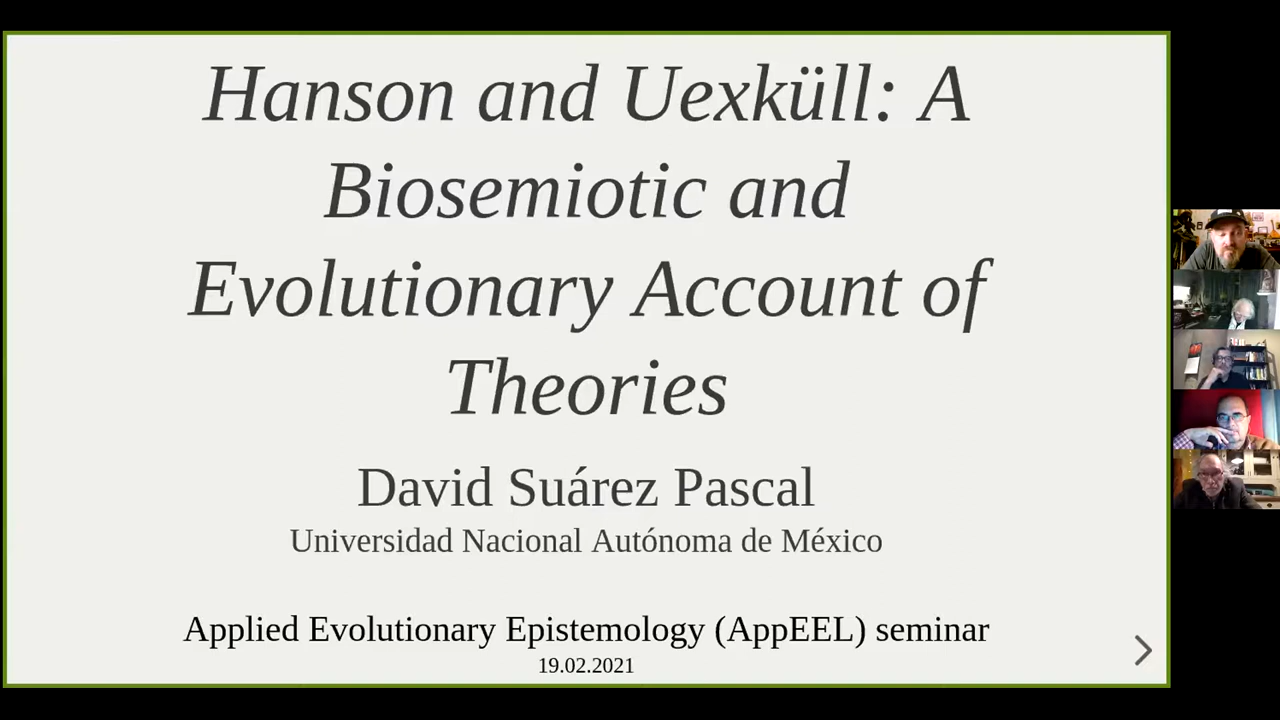 Hanson and Uexküll: A
Biosemiotic and
Evolutionary Account of
Theories
David Suárez Pascal
Universidad Nacional Autónoma de México
Applied Evolutionary Epistemology (AppEEL) seminar
19.02.2021